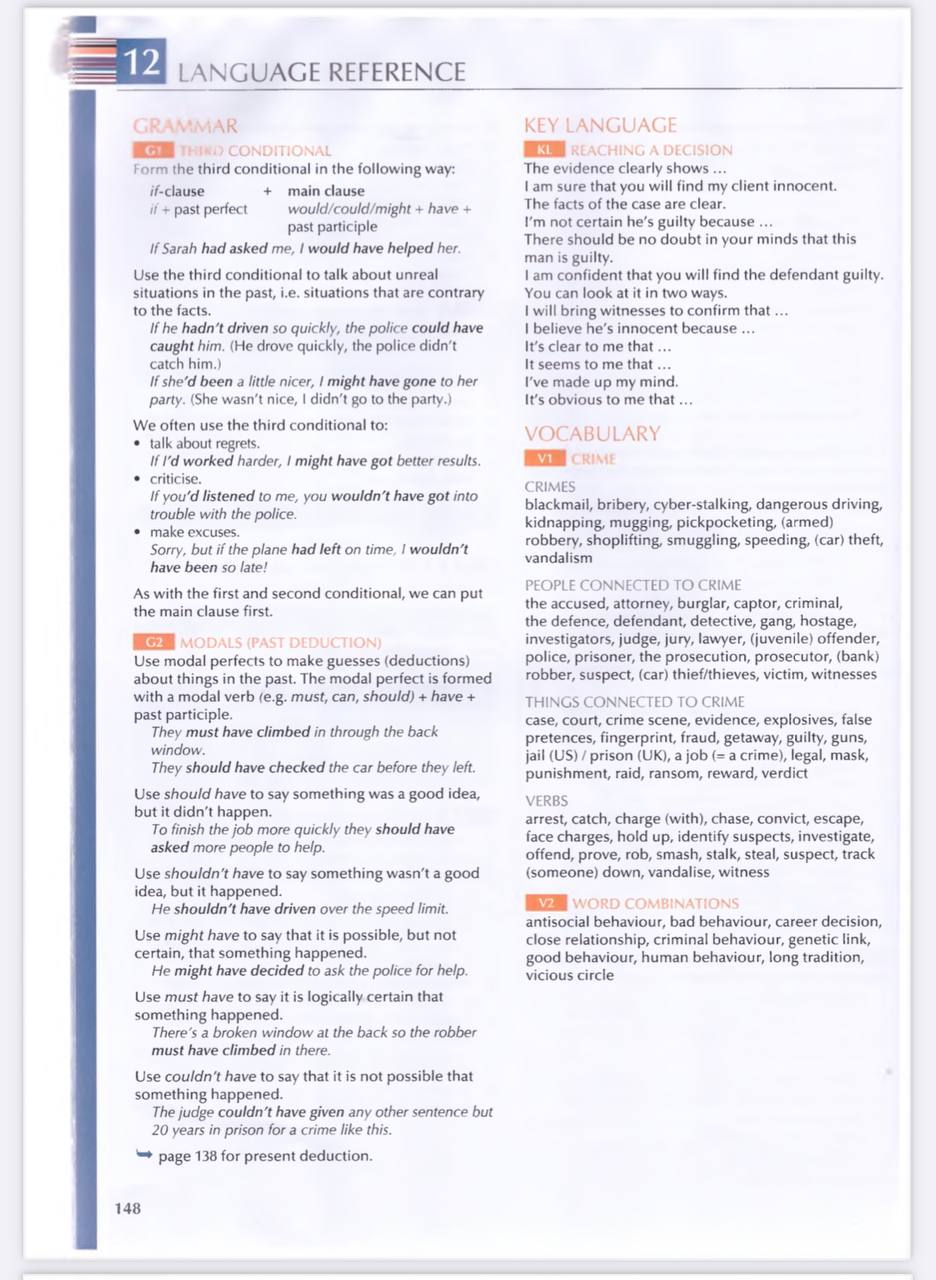 12 LANGUAGE REFERENCE
GRAMMAR
G1 THIRD CONDITIONAL
Form the third conditional in the following way:
if-clause + main clause
if + past perfect would/could/might + have +
past participle
If Sarah had asked me, I would have helped her.
Use the third conditional to talk about unreal
situations in the past, i.e. situations that are contrary
to the facts.
If he hadn't driven so quickly, the police could have
caught him. (He drove quickly, the police didn't
catch him.)
If she'd been a little nicer, I might have gone to her
party. (She wasn't nice, I didn't go to the party.)
We often use the third conditional to:
• talk about regrets.
If I'd worked harder, I might have got better results.
• criticise.
If you'd listened to me, you wouldn't have got into
trouble with the police.
• make excuses.
Sorry, but if the plane had left on time, I wouldn't
have been so late!
As with the first and second conditional, we can put
the main clause first.
G2 MODALS (PAST DEDUCTION)
Use modal perfects to make guesses (deductions)
about things in the past. The modal perfect is formed
with a modal verb (e.g. must, can, should) + have +
past participle.
They must have climbed in through the back
window.
They should have checked the car before they left.
Use should have to say something was a good idea,
but it didn't happen.
To finish the job more quickly they should have
asked more people to help.
Use shouldn't have to say something wasn't a good
idea, but it happened.
He shouldn't have driven over the speed limit.
Use might have to say that it is possible, but not
certain, that something happened.
He might have decided to ask the police for help.
Use must have to say it is logically certain that
something happened.
There's a broken window at the back so the robber
must have climbed in there.
Use couldn't have to say that it is not possible that
something happened.
The judge couldn't have given any other sentence but
20 years in prison for a crime like this.
➥ page 138 for present deduction.
KEY LANGUAGE
KL REACHING A DECISION
The evidence clearly shows …
I am sure that you will find my client innocent.
The facts of the case are clear.
I'm not certain he's guilty because …
There should be no doubt in your minds that this
man is guilty.
I am confident that you will find the defendant guilty.
You can look at it in two ways.
I will bring witnesses to confirm that …
I believe he's innocent because …
It's clear to me that …
It seems to me that …
I've made up my mind.
It's obvious to me that …
VOCABULARY
V1 CRIME
CRIMES
blackmail, bribery, cyber-stalking, dangerous driving,
kidnapping, mugging, pickpocketing, (armed)
robbery, shoplifting, smuggling, speeding, (car) theft,
vandalism
PEOPLE CONNECTED TO CRIME
the accused, attorney, burglar, captor, criminal,
the defence, defendant, detective, gang, hostage,
investigators, judge, jury, lawyer, (juvenile) offender,
police, prisoner, the prosecution, prosecutor, (bank)
robber, suspect, (car) thief/thieves, victim, witnesses
THINGS CONNECTED TO CRIME
case, court, crime scene, evidence, explosives, false
pretences, fingerprint, fraud, getaway, guilty, guns,
jail (US) / prison (UK), a job (= a crime), legal, mask,
punishment, raid, ransom, reward, verdict
VERBS
arrest, catch, charge (with), chase, convict, escape,
face charges, hold up, identify suspects, investigate,
offend, prove, rob, smash, stalk, steal, suspect, track
(someone) down, vandalise, witness
V2 WORD COMBINATIONS
antisocial behaviour, bad behaviour, career decision,
close relationship, criminal behaviour, genetic link,
good behaviour, human behaviour, long tradition,
vicious circle
148